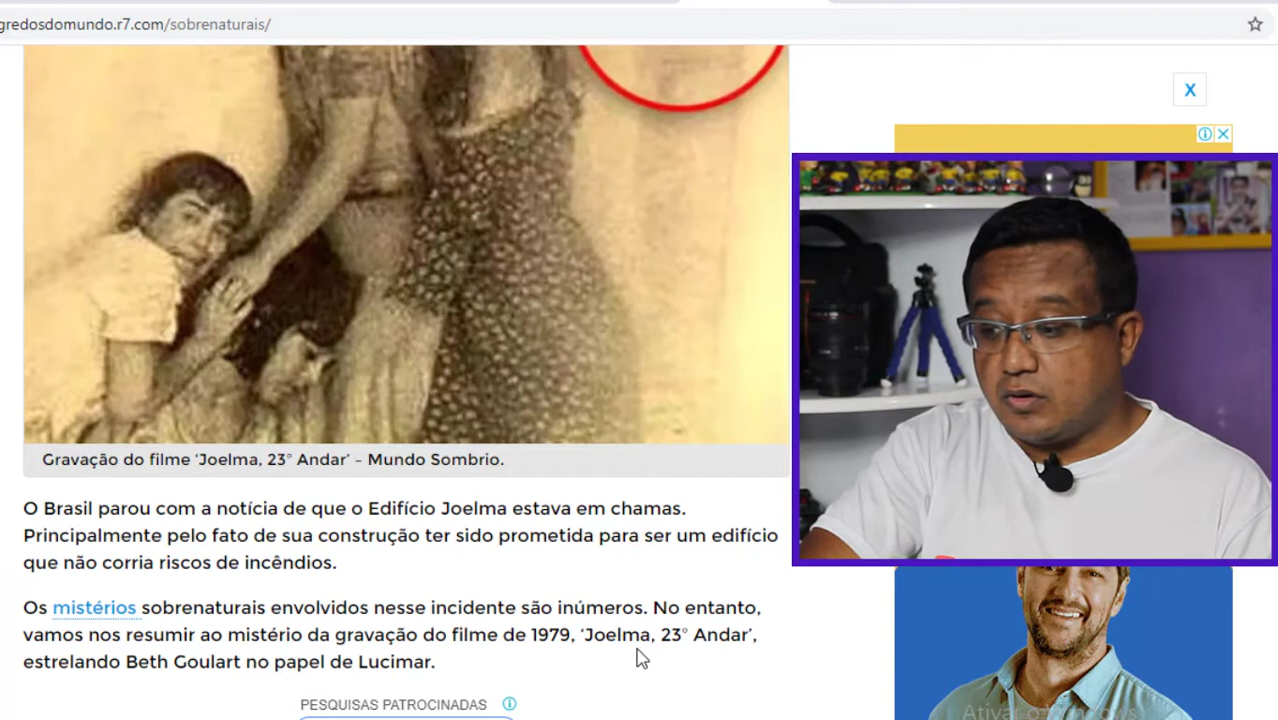 gredosdomundo.r7.com/sobrenaturais/
X
Gravação do filme ‘Joelma, 23° Andar’ – Mundo Sombrio.
O Brasil parou com a notícia de que o Edifício Joelma estava em chamas.
Principalmente pelo fato de sua construção ter sido prometida para ser um edifício
que não corria riscos de incêndios.
Os mistérios sobrenaturais envolvidos nesse incidente são inúmeros. No entanto,
vamos nos resumir ao mistério da gravação do filme de 1979, ‘Joelma, 23° Andar’,
estrelando Beth Goulart no papel de Lucimar.
PESQUISAS PATROCINADAS
Ativar o Windows